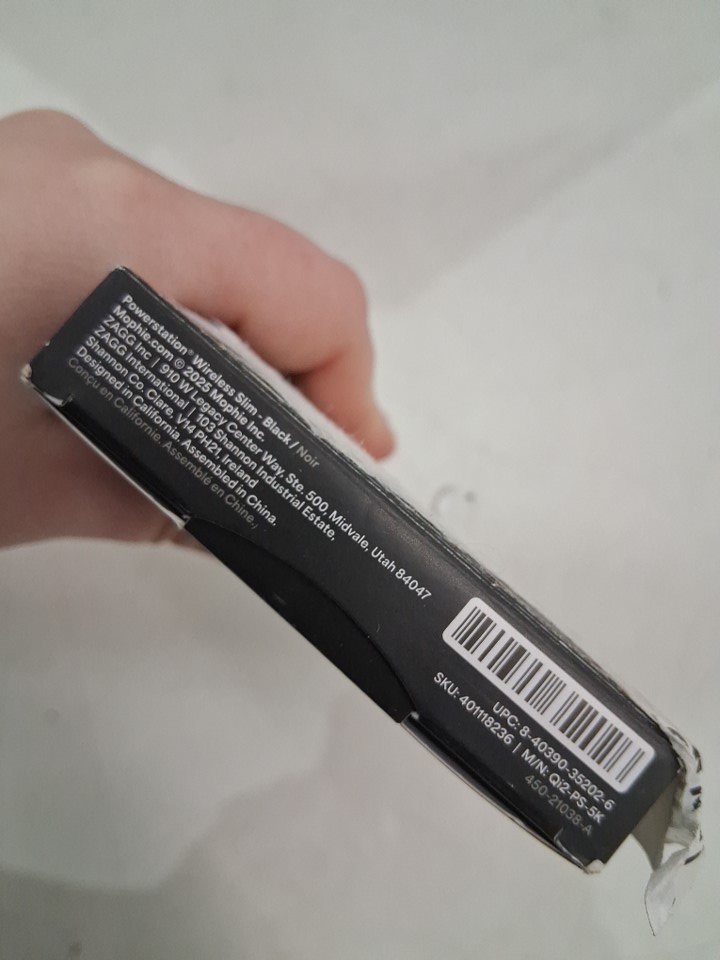 Powerstation® Wireless Slim - Black / Noir
Mophie.com © 2025 Mophie Inc.
ZAGG Inc | 910 W Legacy Center Way, Ste. 500, Midvale, Utah 84047
ZAGG International | 103 Shannon Industrial Estate,
Shannon Co. Clare, V14 PH21, Ireland
Designed in California. Assembled in China.
Conçu en Californie. Assemblé en Chine.
UPC: 8-40390-35202-6
SKU: 401118236 | M/N: Qi2-PS-5K
450-21038-A